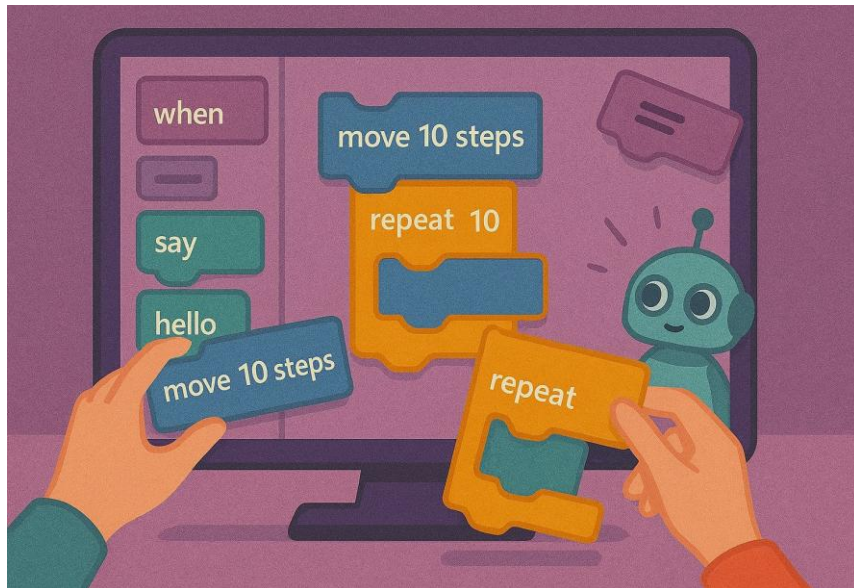 when
say
hello
move 10 steps
move 10 steps
repeat 10
repeat